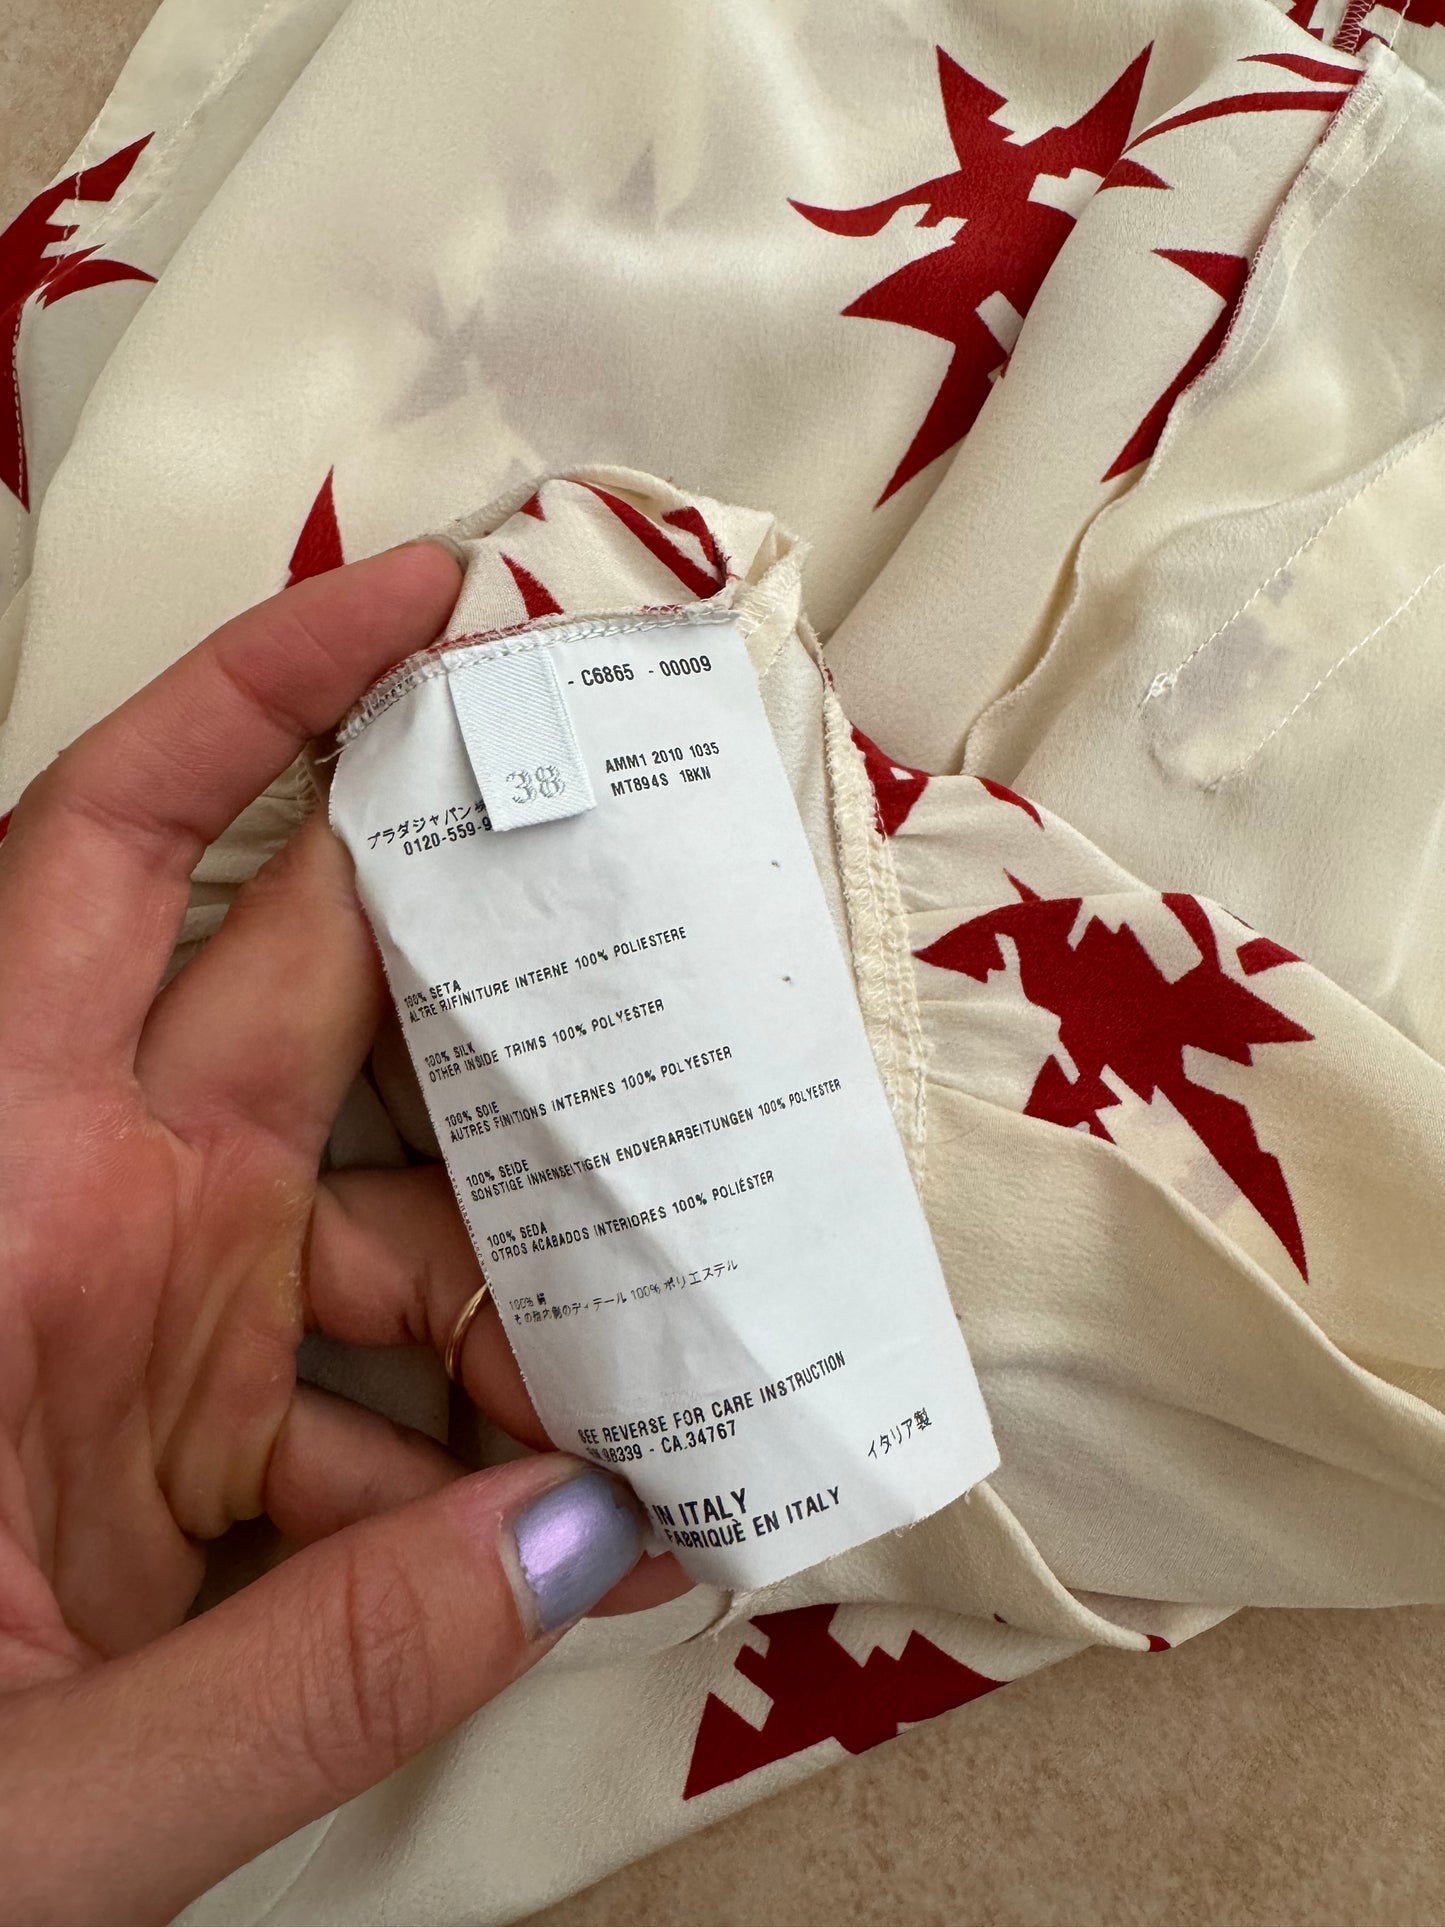 - C6865 - 00009
38
AMM1 2010 1035
MT894S 1BKN
プラダジャパン
0120-559-9
100% SETA
ALTRE RIFINITURE INTERNE 100% POLIESTERE
100% SILK
OTHER INSIDE TRIMS 100% POLYESTER
100% SOIE
AUTRES FINITIONS INTERNES 100% POLYESTER
100% SEIDE
SONSTIGE INNENSEITIGEN ENDVERARBEITUNGEN 100% POLYESTER
100% SEDA
OTROS ACABADOS INTERIORES 100% POLIÉSTER
100% 絹
その他内側のディテール 100% ポリエステル
SEE REVERSE FOR CARE INSTRUCTION
98339 - CA.34767
イタリア製
IN ITALY
FABRIQUÈ EN ITALY